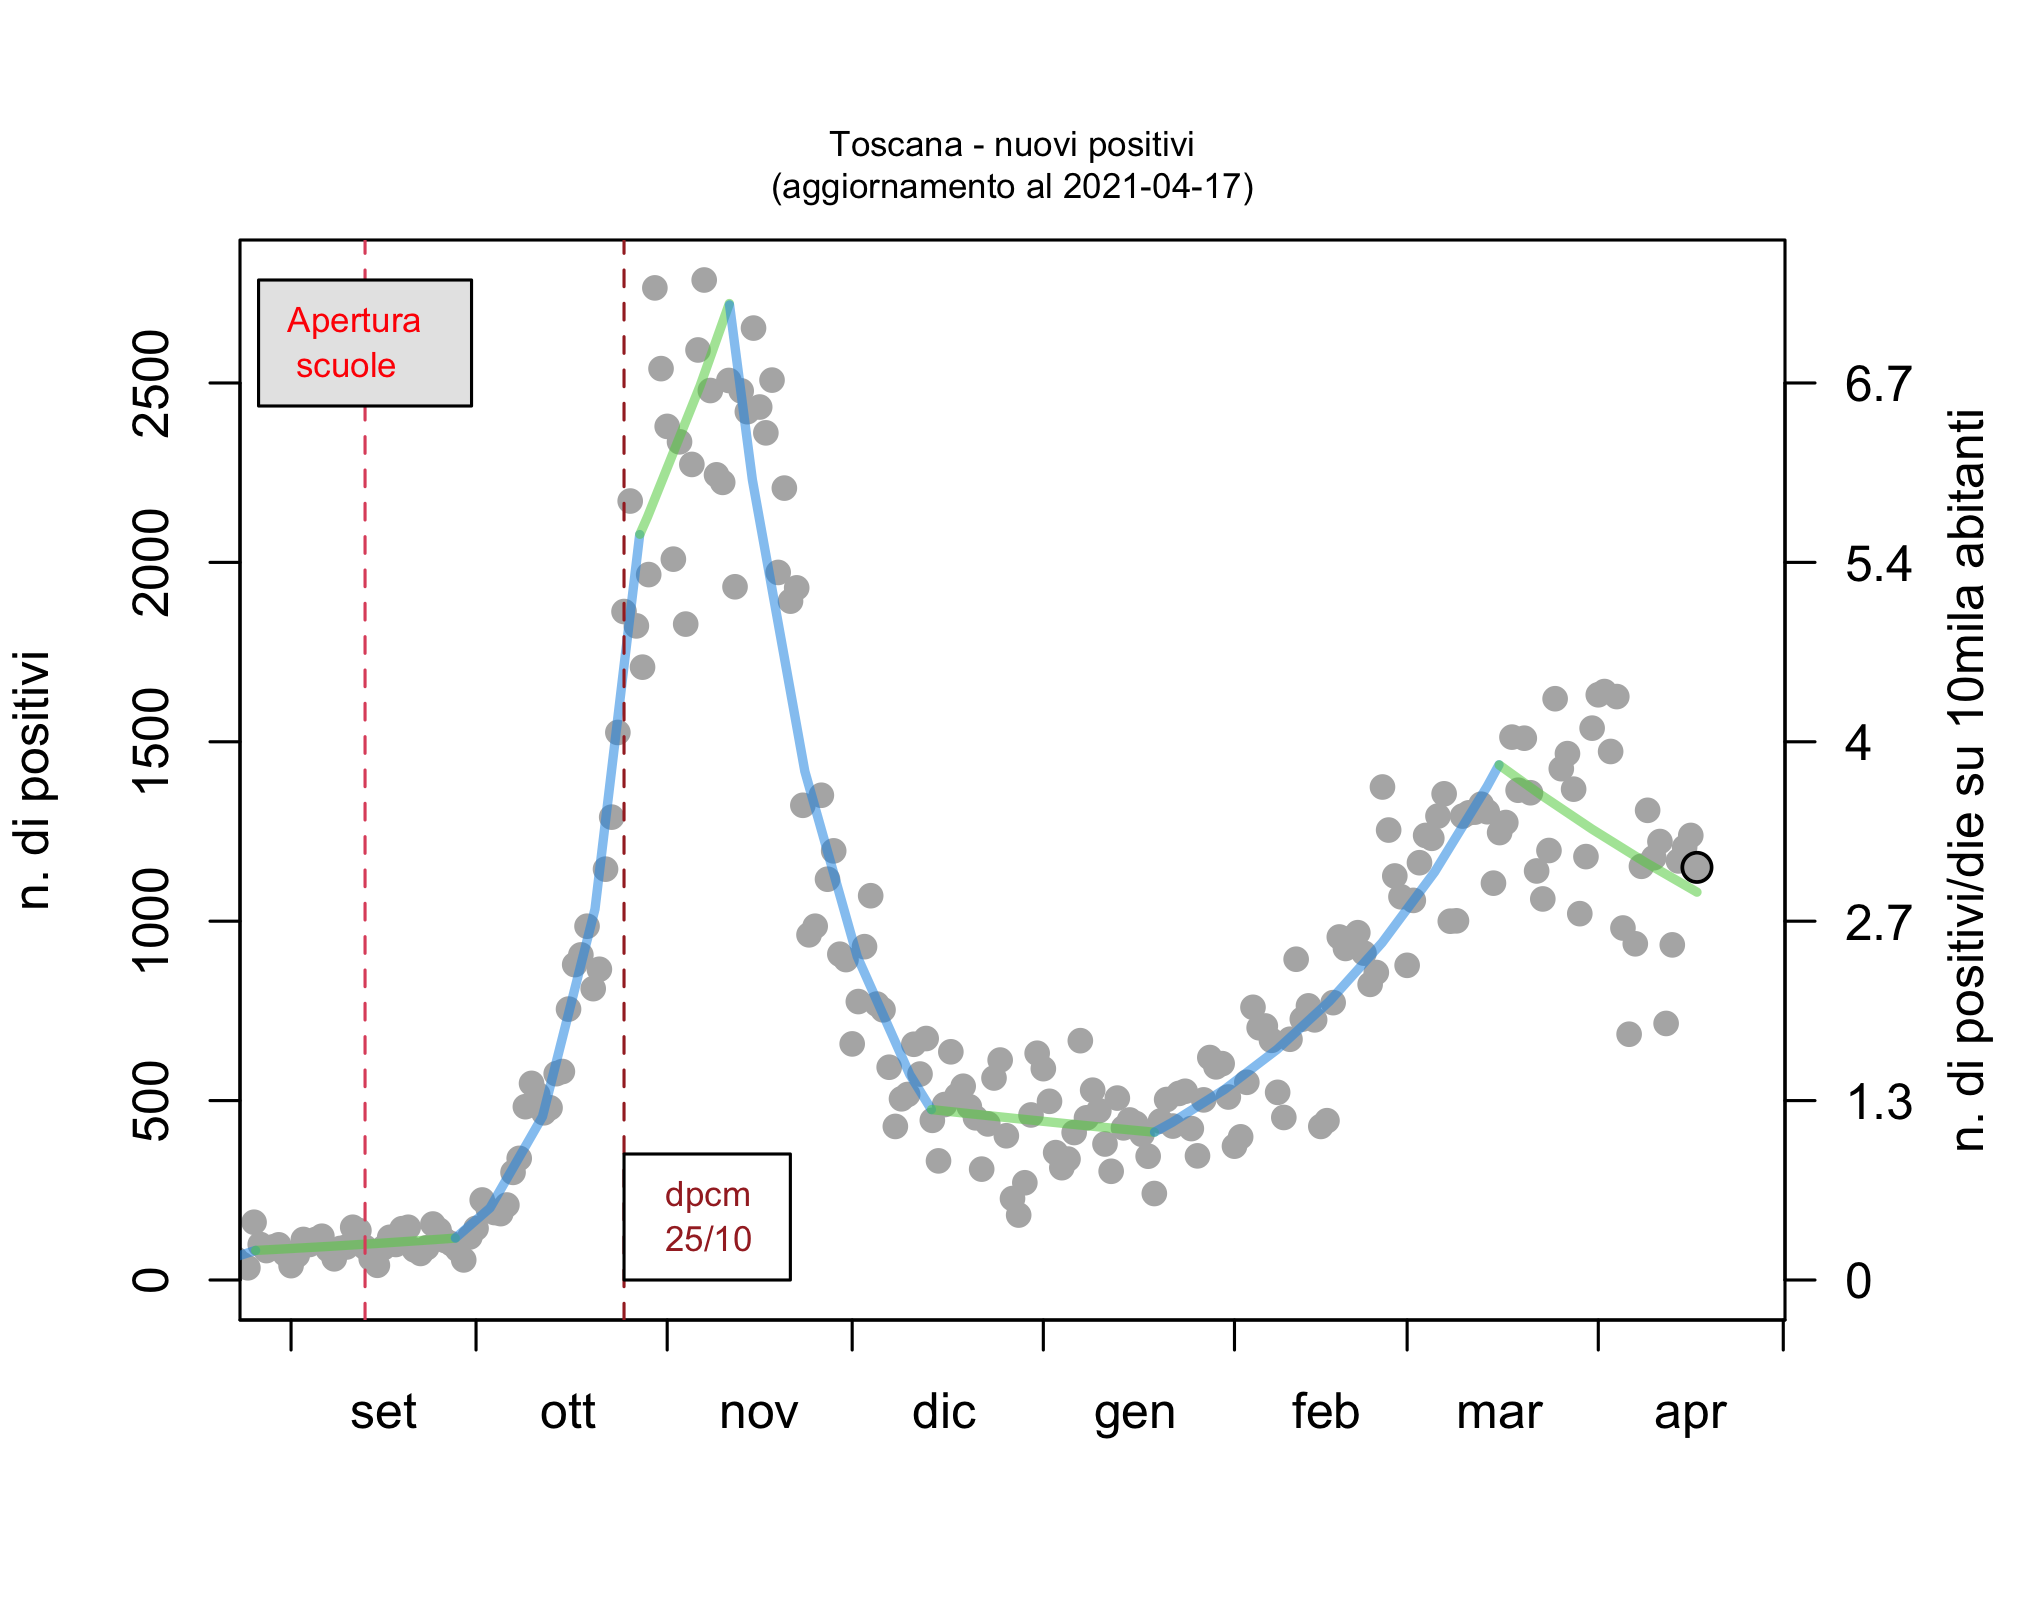 Toscana - nuovi positivi
(aggiornamento al 2021-04-17)
Apertura
scuole
dpcm
25/10
n. di positivi
2500
2000
1500
1000
500
0
6.7
5.4
4
2.7
1.3
0
n. di positivi/die su 10mila abitanti
set ott nov dic gen feb mar apr